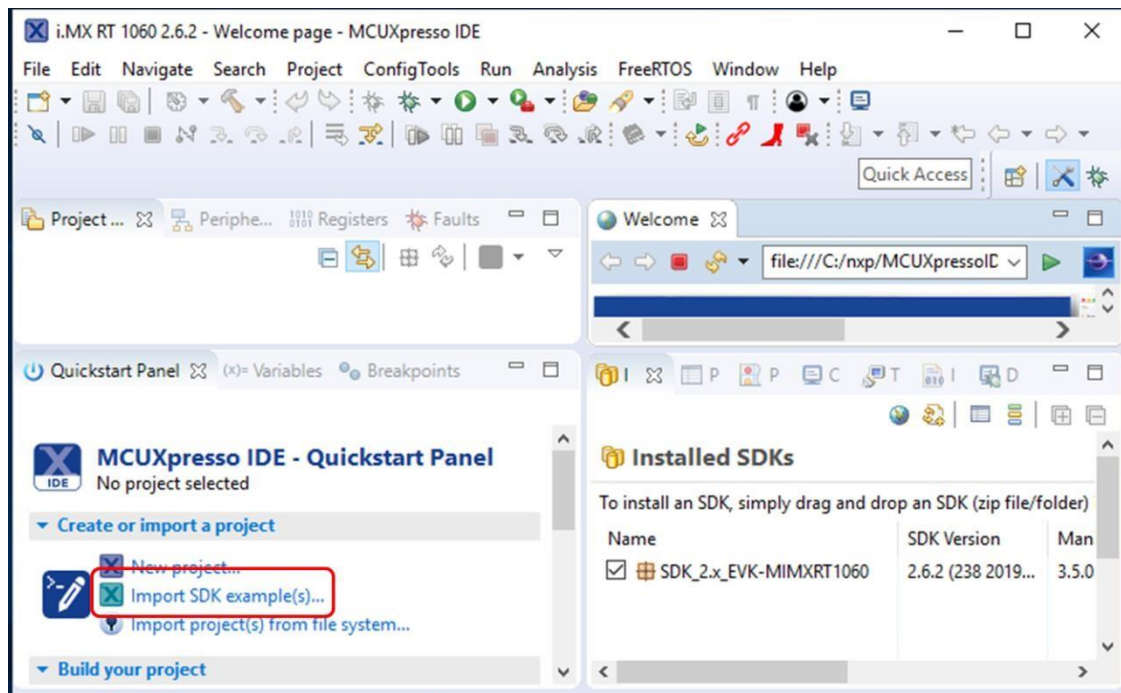 i.MX RT 1060 2.6.2 - Welcome page - MCUXpresso IDE
File Edit Navigate Search Project ConfigTools Run Analysis FreeRTOS Window Help
Quick Access
Project ... Periphe... Registers Faults
Welcome
file:///C:/nxp/MCUXpressoIC
Quickstart Panel (x)= Variables Breakpoints
I P P C T I D
MCUXpresso IDE - Quickstart Panel
IDE
No project selected
Create or import a project
New project...
Import SDK example(s)...
Import project(s) from file system...
Build your project
Installed SDKs
To install an SDK, simply drag and drop an SDK (zip file/folder)
Name SDK Version Man
SDK_2.x_EVK-MIMXRT1060 2.6.2 (238 2019... 3.5.0